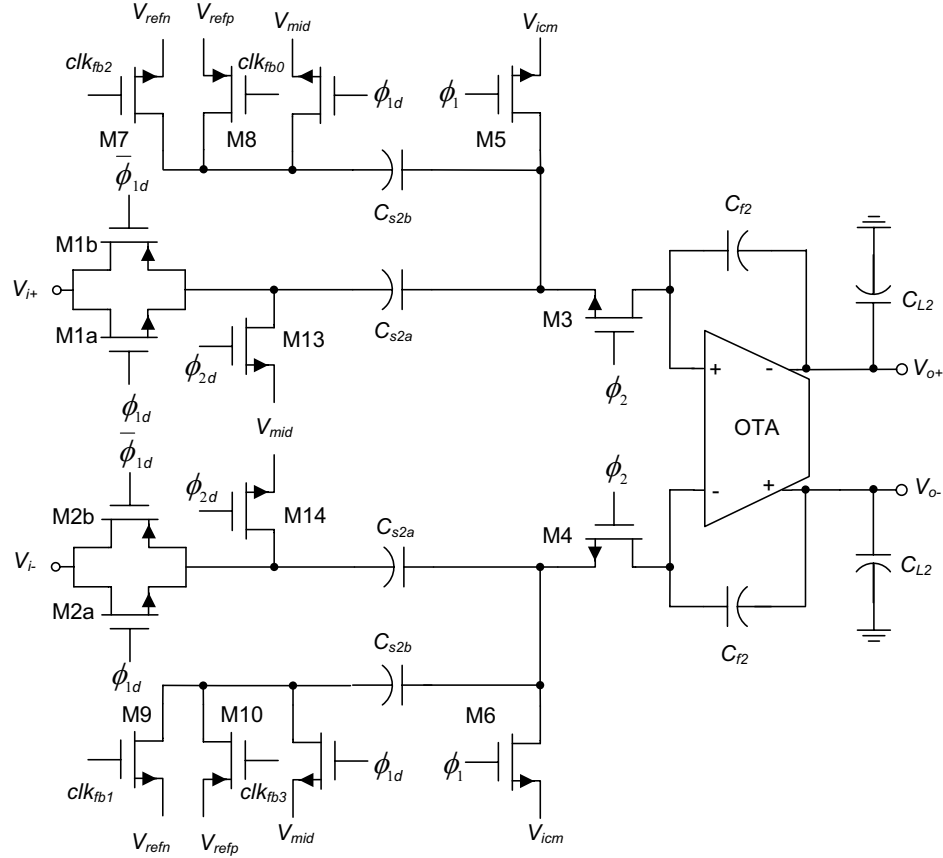 Vrefn Vrefp Vmid Vicm
clkfb2 clkfb0 ϕ1d ϕ1
M7 M8 M5
ϕ̅1d Cs2b Cf2
M1b
Vi+ CL2
M1a Cs2a M3
M13
ϕ2d + - Vo+
ϕ1d ϕ2
Vmid OTA
ϕ̅1d
ϕ2d ϕ2
M14 - + Vo-
M2b Cs2a M4
Vi- CL2
M2a
Cs2b Cf2
ϕ1d
M9 M10 M6
clkfb1 clkfb3 ϕ1d ϕ1
Vrefn Vrefp Vmid Vicm